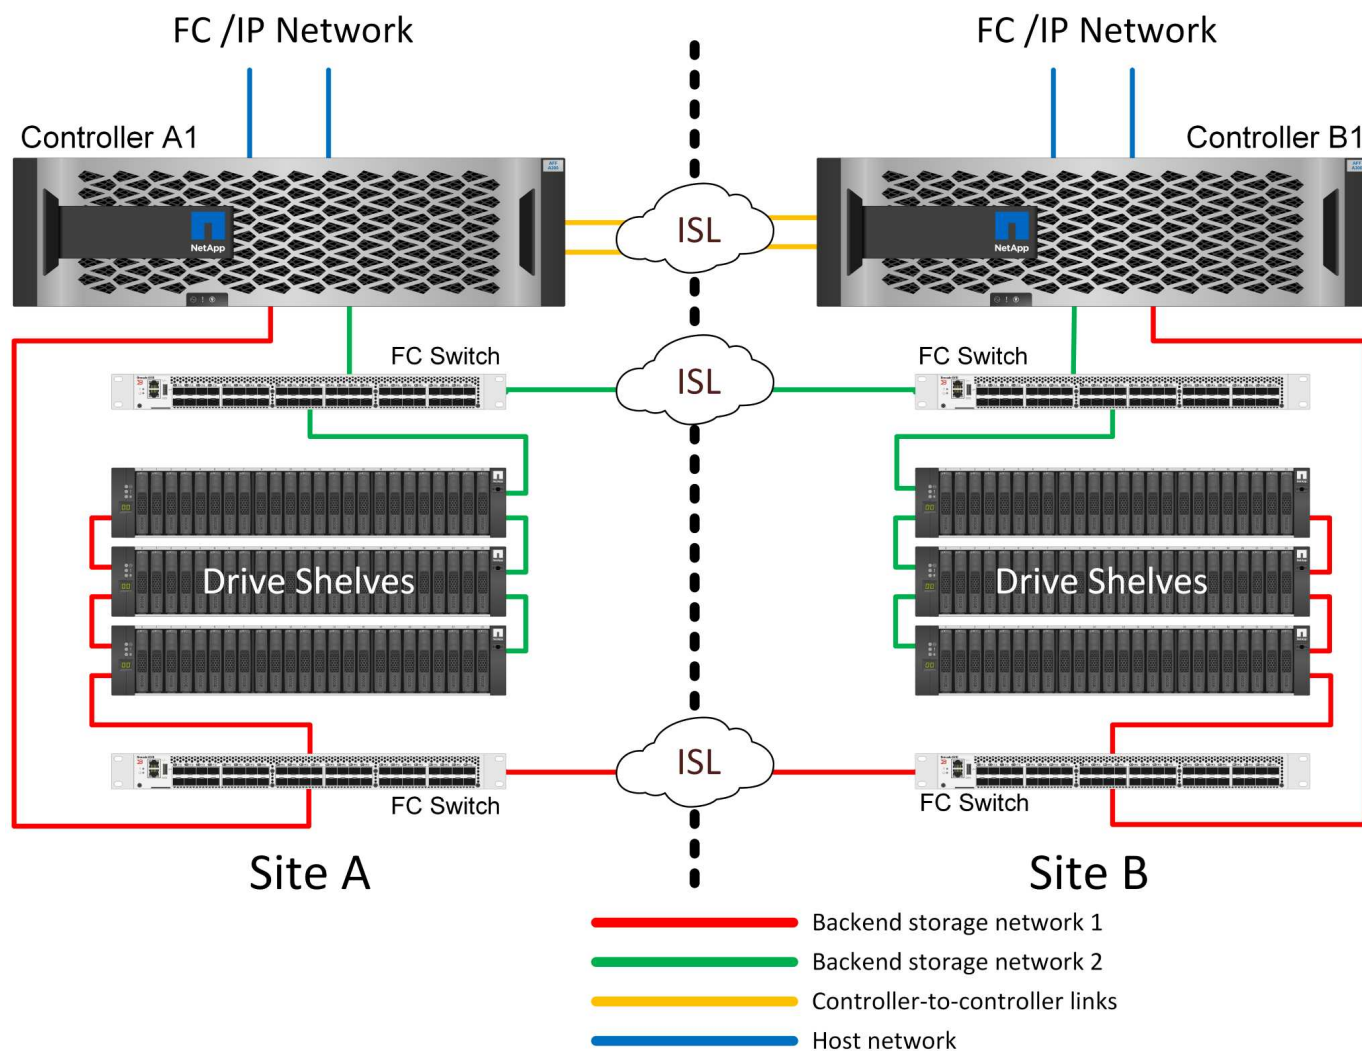 FC /IP Network
FC /IP Network
Controller A1
Controller B1
NetApp
ISL
NetApp
FC Switch
ISL
FC Switch
Drive Shelves
Drive Shelves
ISL
FC Switch
FC Switch
Site A
Site B
Backend storage network 1
Backend storage network 2
Controller-to-controller links
Host network